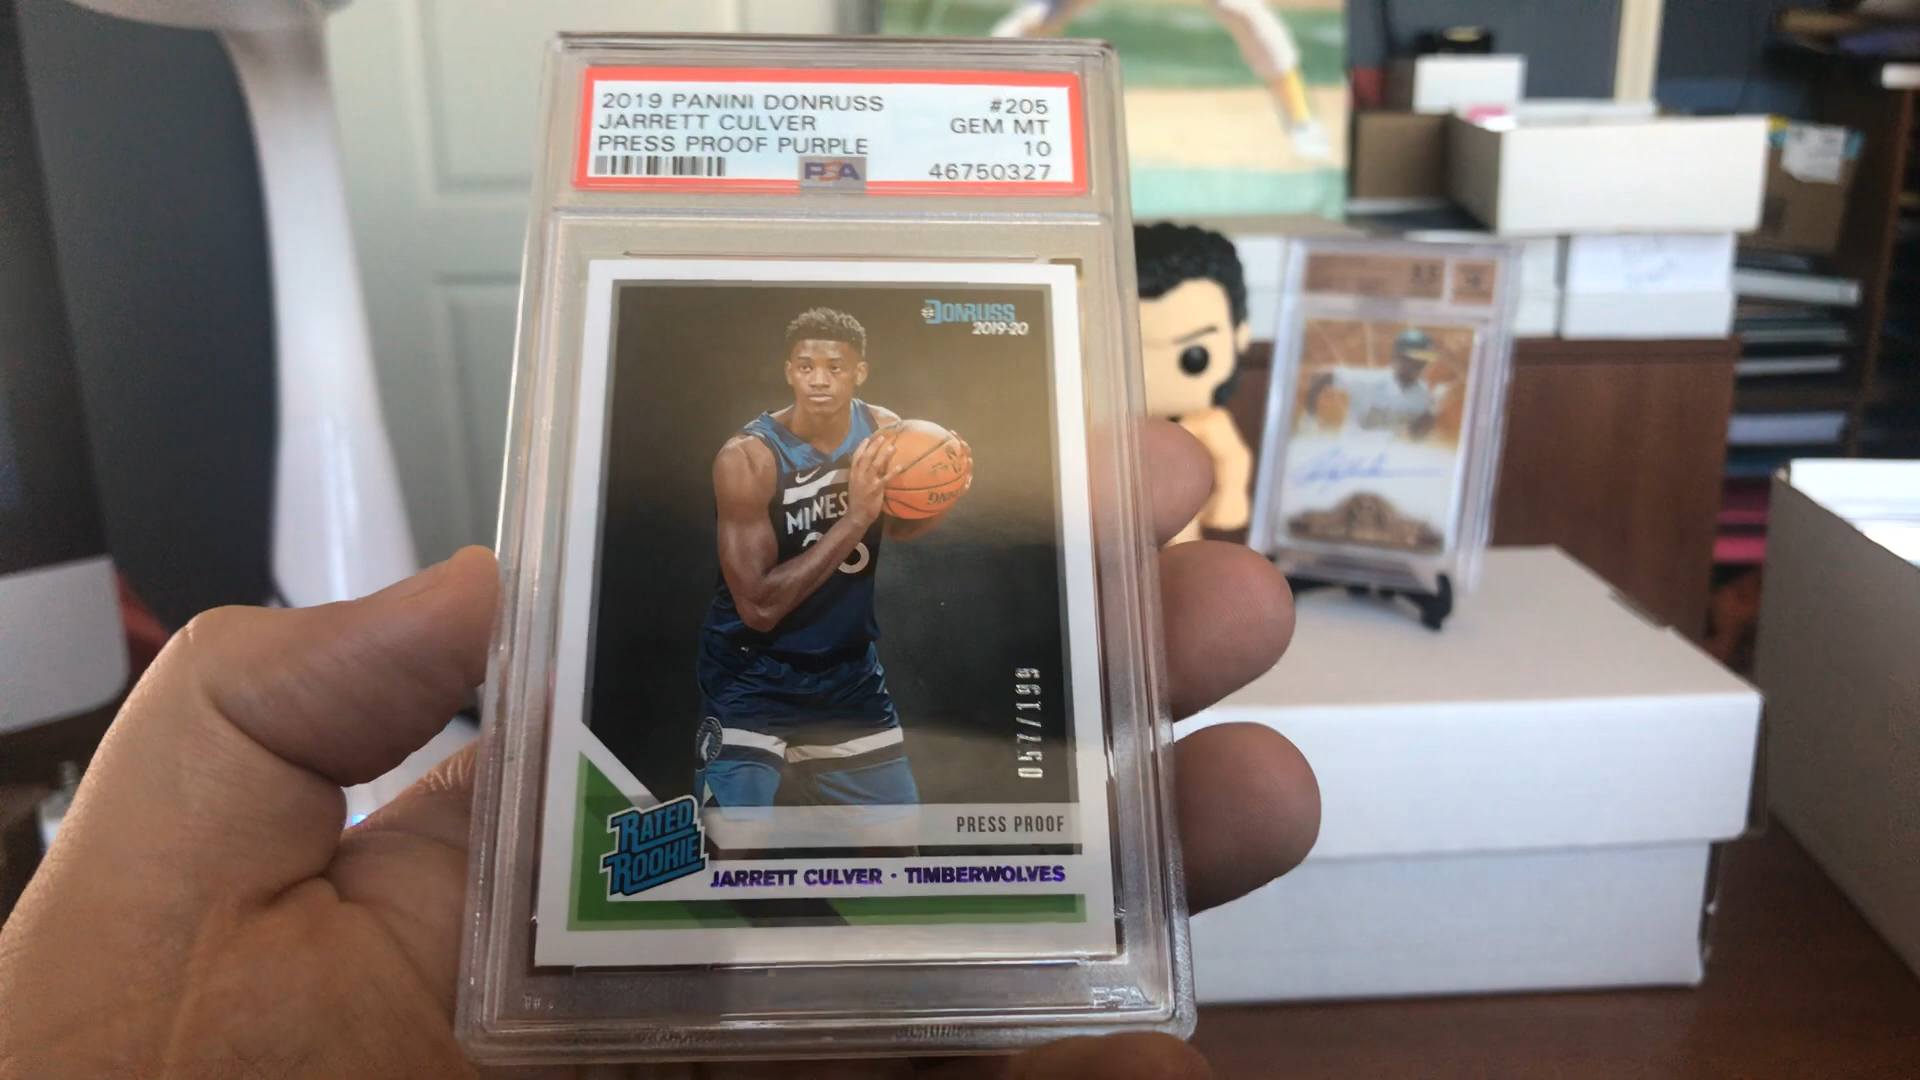 2019 PANINI DONRUSS #205
JARRETT CULVER GEM MT
PRESS PROOF PURPLE 10
PSA 46750327
DONRUSS
2019-20
MINNES
057/199
PRESS PROOF
RATED
ROOKIE
JARRETT CULVER · TIMBERWOLVES